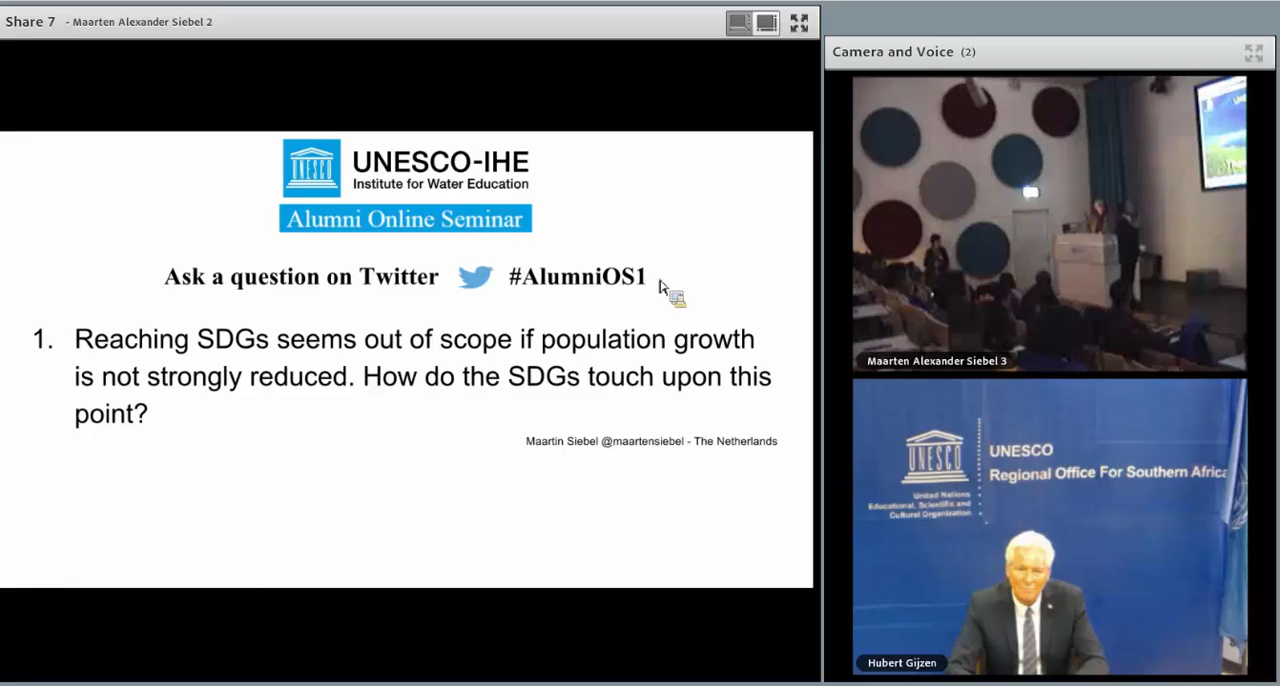 Share 7 - Maarten Alexander Siebel 2
UNESCO
UNESCO-IHE
Institute for Water Education
Alumni Online Seminar
Ask a question on Twitter #AlumniOS1
1. Reaching SDGs seems out of scope if population growth
is not strongly reduced. How do the SDGs touch upon this
point?
Maartin Siebel @maartensiebel - The Netherlands
Camera and Voice (2)
Maarten Alexander Siebel 3
UNESCO
United Nations
Educational, Scientific and
Cultural Organization
UNESCO
Regional Office For Southern Africa
Hubert Gijzen